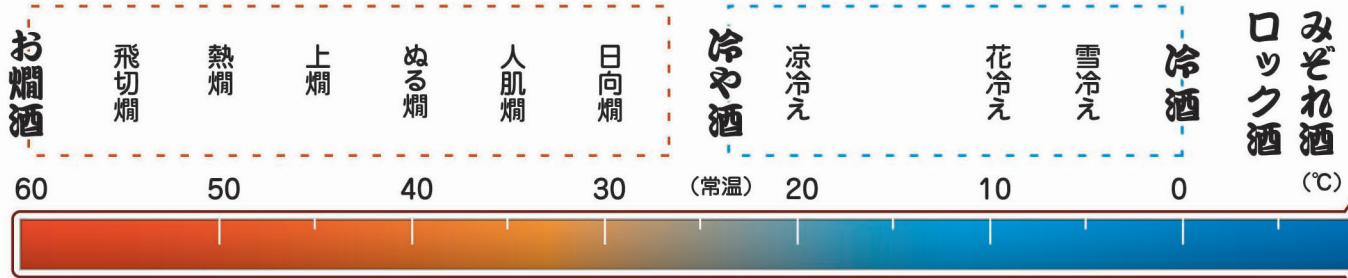 お燗酒
飛切燗
熱燗
上燗
ぬる燗
人肌燗
日向燗
冷や酒
凉冷え
花冷え
雪冷え
冷酒
ロック酒
みぞれ酒
60
50
40
30
（常温）
20
10
0
（℃）